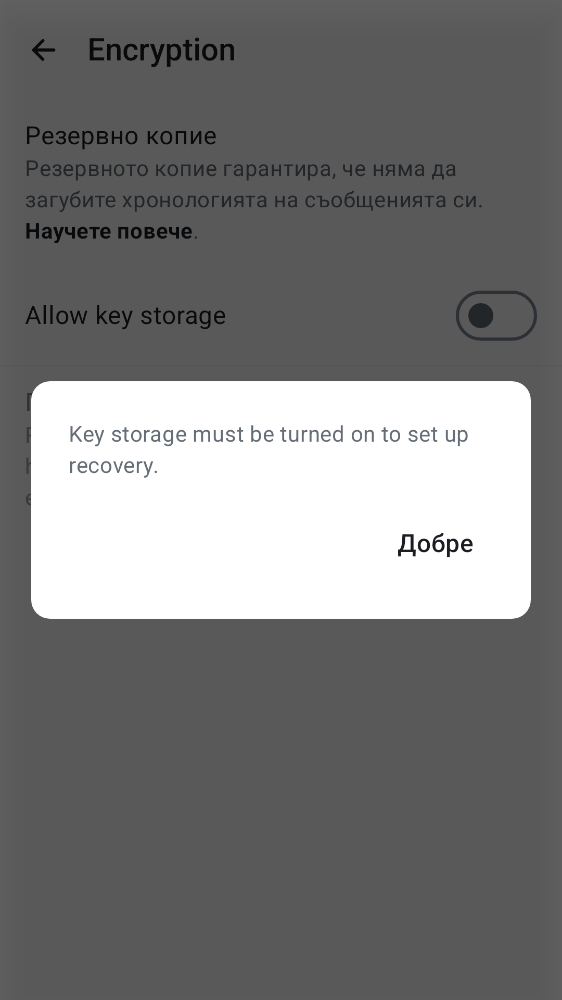 Encryption
Резервно копие
Резервното копие гарантира, че няма да
загубите хронологията на съобщенията си.
Научете повече.
Allow key storage
Key storage must be turned on to set up
recovery.
Добре